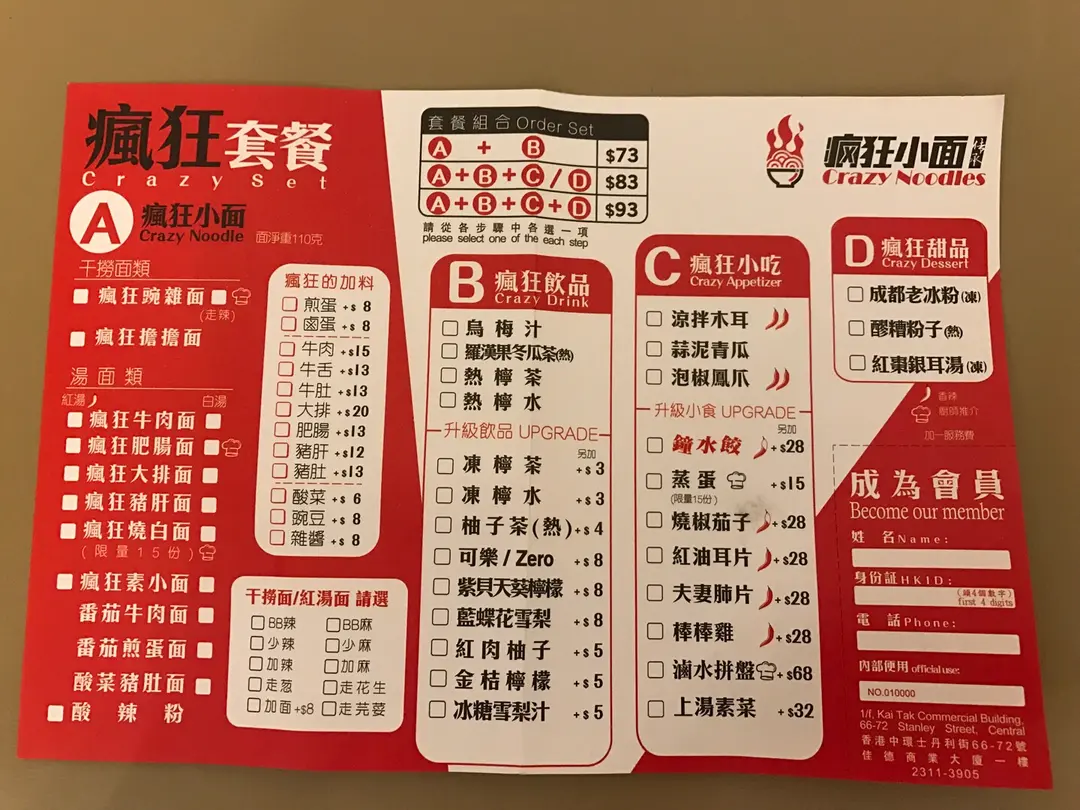 瘋狂套餐
Crazy Set
A 瘋狂小面
Crazy Noodle 面淨重110克
干撈面類
瘋狂豌雜面
(走辣)
瘋狂擔擔面
湯面類
紅湯 白湯
瘋狂牛肉面
瘋狂肥腸面
瘋狂大排面
瘋狂豬肝面
瘋狂燒白面
(限量15份)
瘋狂素小面
番茄牛肉面
番茄煎蛋面
酸菜豬肚面
酸辣粉
瘋狂的加料
煎蛋 +$ 8
鹵蛋 +$ 8
牛肉 +$15
牛舌 +$13
牛肚 +$13
大排 +$20
肥腸 +$13
豬肝 +$12
豬肚 +$13
酸菜 +$ 6
豌豆 +$ 8
雜醬 +$ 8
干撈面/紅湯面 請選
BB辣 BB麻
少辣 少麻
加辣 加麻
走葱 走花生
加面+$8 走芫荽
套餐組合 Order Set
A + B $73
A+B+C/D $83
A+B+C+D $93
請從各步驟中各選一項
please select one of the each step
B 瘋狂飲品
Crazy Drink
烏梅汁
羅漢果冬瓜茶(熱)
熱檸茶
熱檸水
升級飲品 UPGRADE
另加
凍檸茶 +$ 3
凍檸水 +$ 3
柚子茶(熱) +$ 4
可樂/Zero +$ 8
紫貝天葵檸檬 +$ 8
藍蝶花雪梨 +$ 8
紅肉柚子 +$ 5
金桔檸檬 +$ 5
冰糖雪梨汁 +$ 5
C 瘋狂小吃
Crazy Appetizer
涼拌木耳
蒜泥青瓜
泡椒鳳爪
升級小食 UPGRADE
另加
鐘水餃 +$28
蒸蛋 +$15
(限量15份)
燒椒茄子 +$28
紅油耳片 +$28
夫妻肺片 +$28
棒棒雞 +$28
滷水拼盤 +$68
上湯素菜 +$32
瘋狂小面
Crazy Noodles
D 瘋狂甜品
Crazy Dessert
成都老冰粉(凍)
醪糟粉子(熱)
紅棗銀耳湯(凍)
香辣
廚師推介
加一服務費
成為會員
Become our member
姓 名 Name:
身份証HKID:
(頭4個數字)
first 4 digits
電 話 Phone:
內部使用 official use:
NO.010000
1/f, Kai Tak Commercial Building,
66-72 Stanley Street, Central
香港中環士丹利街66-72號
佳德商業大廈一樓
2311-3905